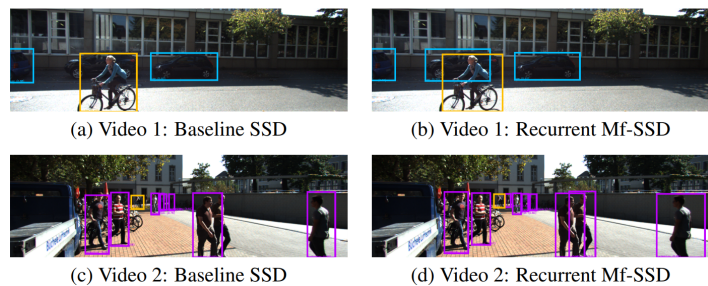 (a) Video 1: Baseline SSD
(b) Video 1: Recurrent Mf-SSD
(c) Video 2: Baseline SSD
(d) Video 2: Recurrent Mf-SSD